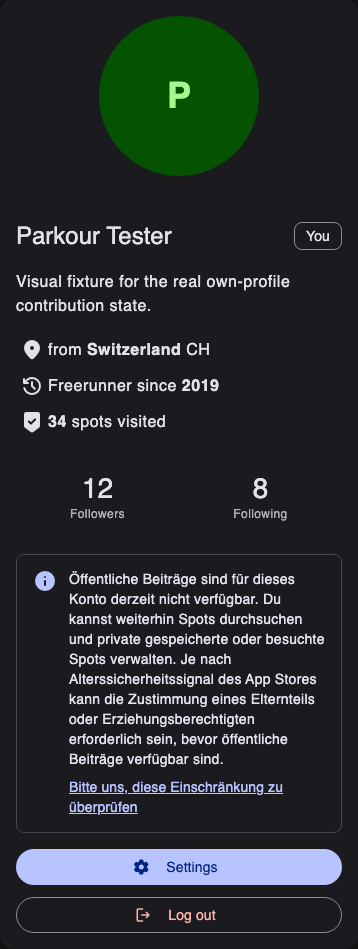 P
Parkour Tester
You
Visual fixture for the real own-profile
contribution state.
from Switzerland CH
Freerunner since 2019
34 spots visited
12 8
Followers Following
Öffentliche Beiträge sind für dieses
Konto derzeit nicht verfügbar. Du
kannst weiterhin Spots durchsuchen
und private gespeicherte oder besuchte
Spots verwalten. Je nach
Alterssicherheitssignal des App Stores
kann die Zustimmung eines Elternteils
oder Erziehungsberechtigten
erforderlich sein, bevor öffentliche
Beiträge verfügbar sind.
Bitte uns, diese Einschränkung zu
überprüfen
Settings
Log out